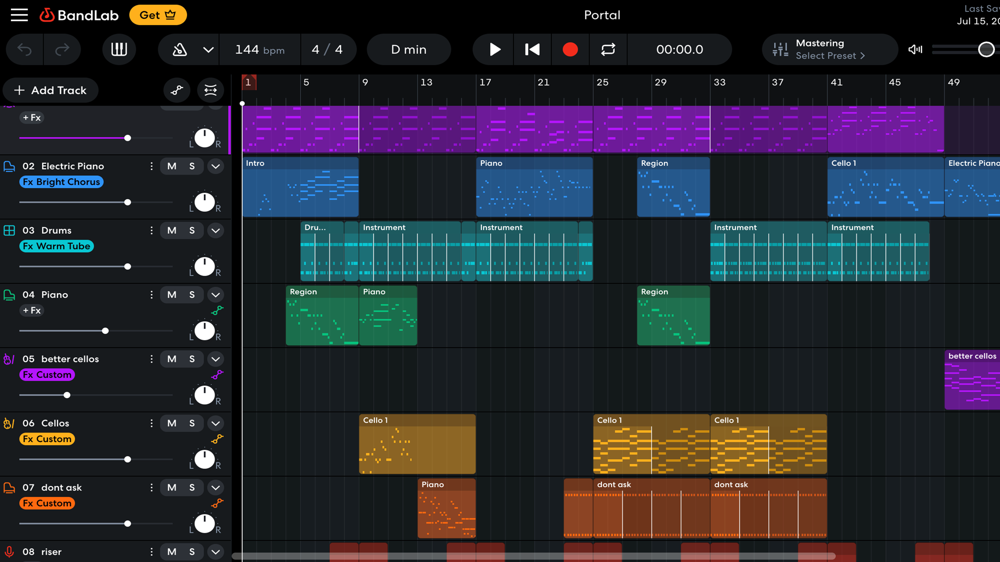 BandLab
Get
Portal
Last Sav
Jul 15, 20
144 bpm
4 / 4
D min
00:00.0
Mastering
Select Preset >
+ Add Track
1 5 9 13 17 21 25 29 33 37 41 45 49
+ Fx
L R
02 Electric Piano M S
Fx Bright Chorus
L R
Intro Piano Region Cello 1 Electric Piano
03 Drums M S
Fx Warm Tube
L R
Dru... Instrument Instrument Instrument Instrument
04 Piano M S
+ Fx
L R
Region Piano Region
05 better cellos M S
Fx Custom
L R
better cellos
06 Cellos M S
Fx Custom
L R
Cello 1 Cello 1 Cello 1
07 dont ask M S
Fx Custom
L R
Piano dont ask dont ask
08 riser M S